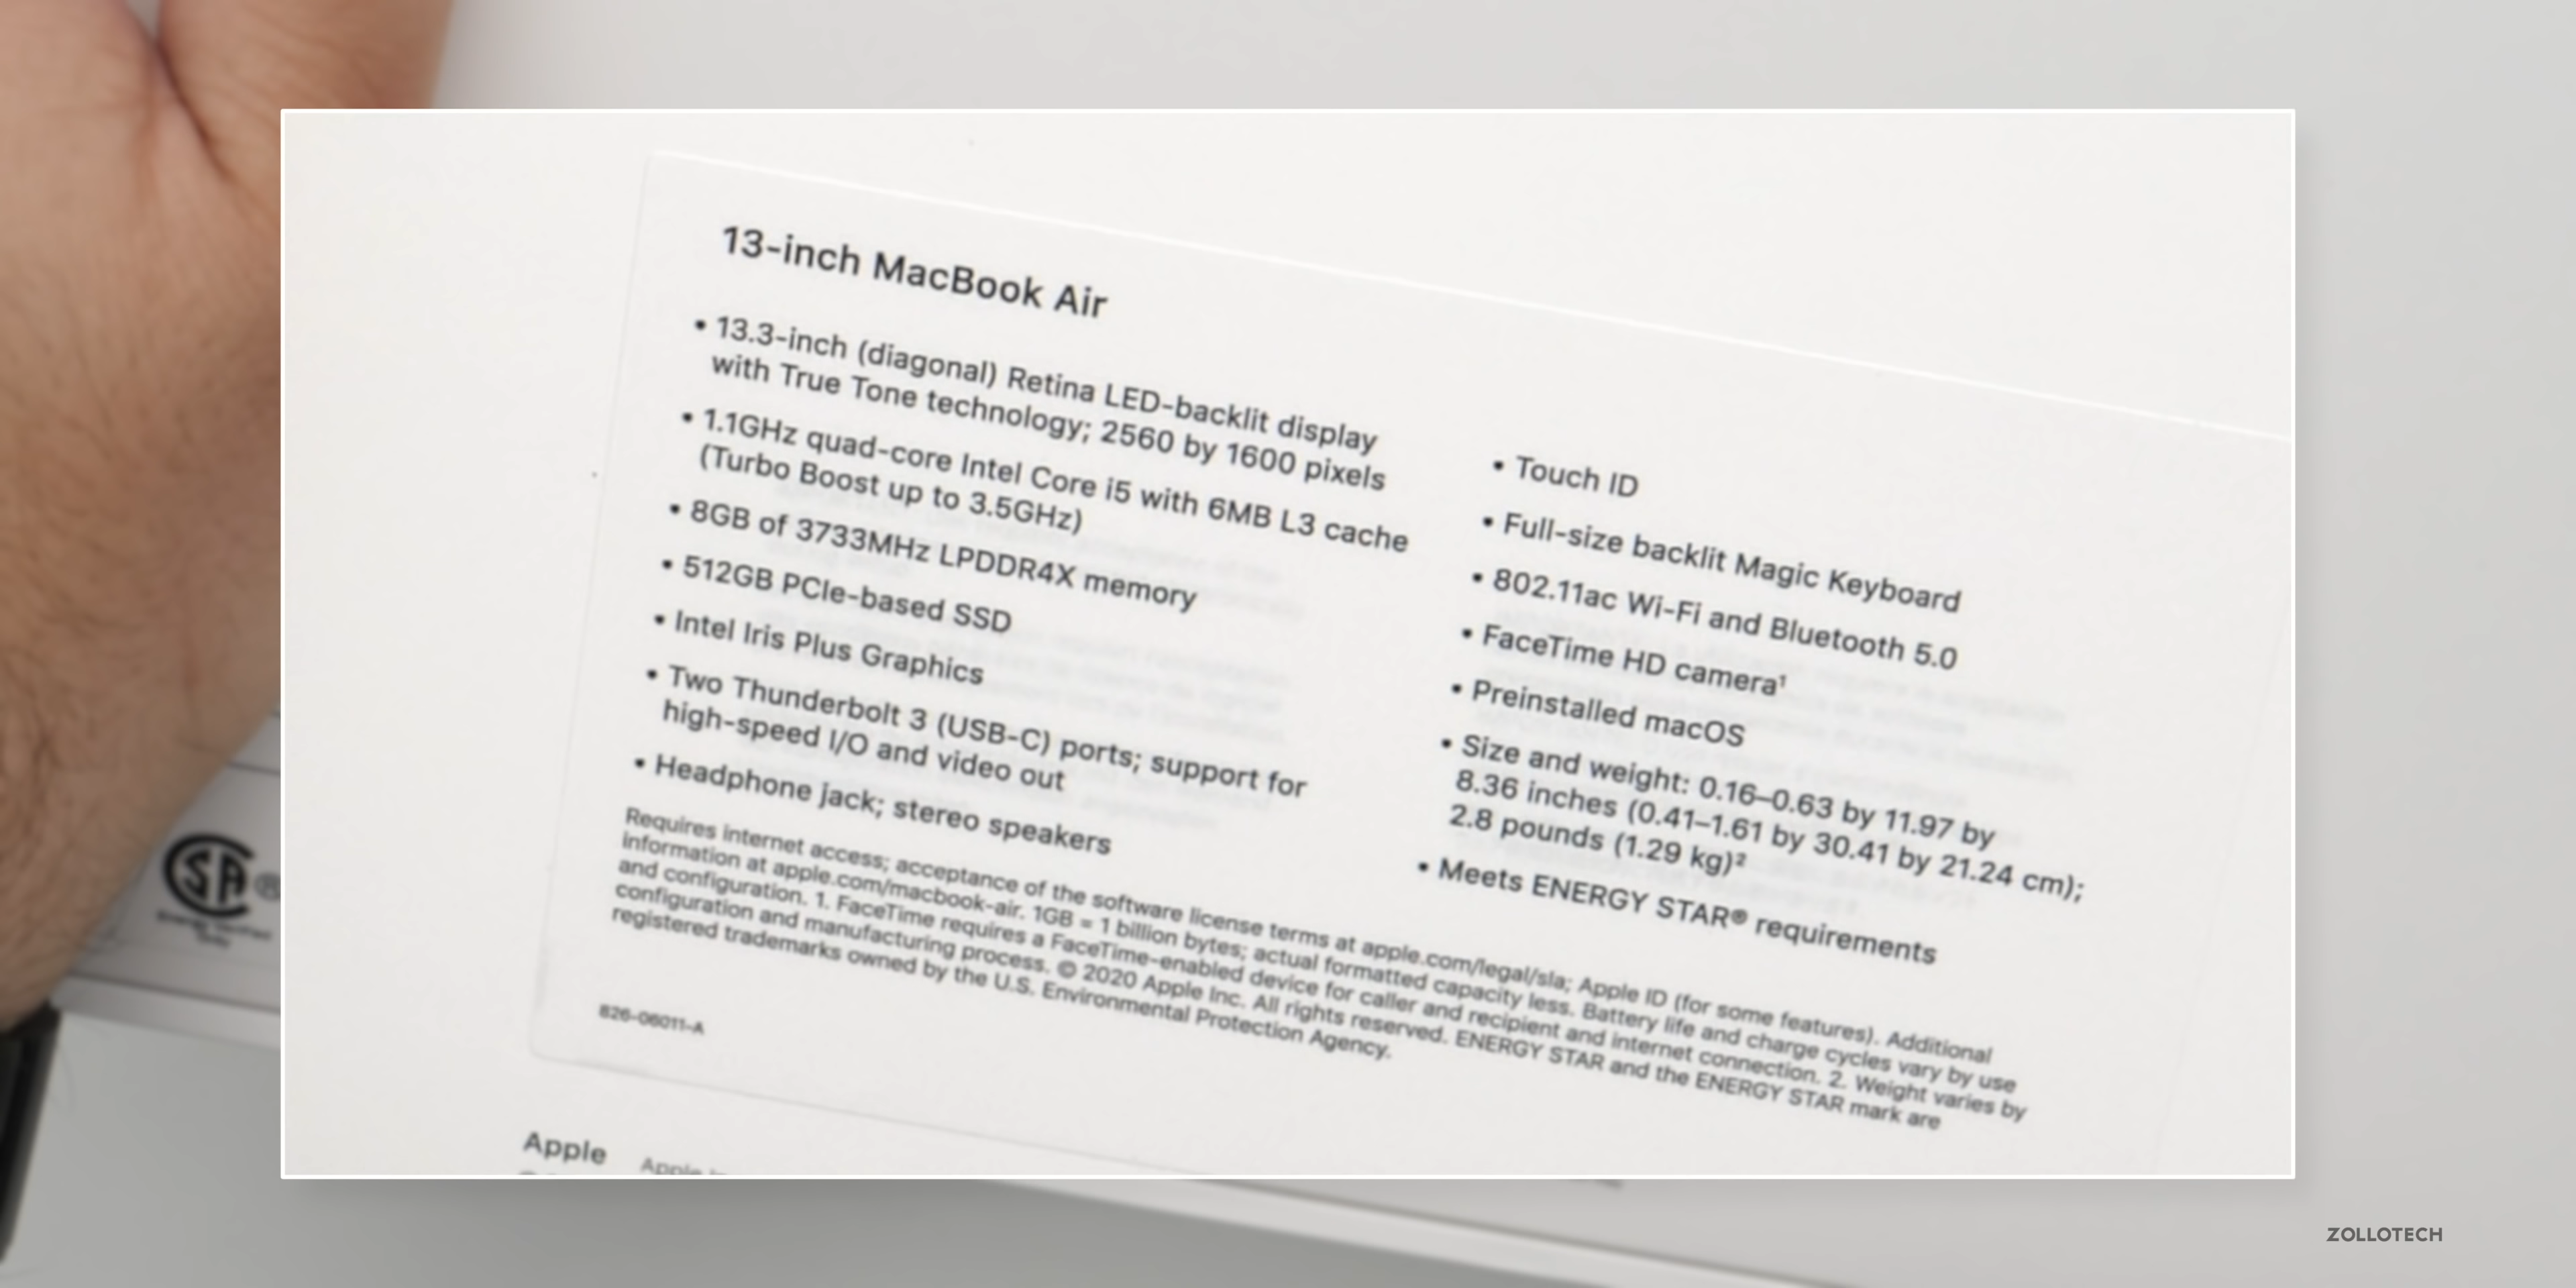 13-inch MacBook Air
• 13.3-inch (diagonal) Retina LED-backlit display
with True Tone technology; 2560 by 1600 pixels
• 1.1GHz quad-core Intel Core i5 with 6MB L3 cache
(Turbo Boost up to 3.5GHz)
• 8GB of 3733MHz LPDDR4X memory
• 512GB PCIe-based SSD
• Intel Iris Plus Graphics
• Two Thunderbolt 3 (USB-C) ports; support for
high-speed I/O and video out
• Headphone jack; stereo speakers
• Touch ID
• Full-size backlit Magic Keyboard
• 802.11ac Wi-Fi and Bluetooth 5.0
• FaceTime HD camera¹
• Preinstalled macOS
• Size and weight: 0.16–0.63 by 11.97 by
8.36 inches (0.41–1.61 by 30.41 by 21.24 cm);
2.8 pounds (1.29 kg)²
• Meets ENERGY STAR® requirements
Requires internet access; acceptance of the software license terms at apple.com/legal/sla; Apple ID (for some features). Additional
information at apple.com/macbook-air. 1GB = 1 billion bytes; actual formatted capacity less. Battery life and charge cycles vary by use
and configuration. 1. FaceTime requires a FaceTime-enabled device for caller and recipient and internet connection. 2. Weight varies by
configuration and manufacturing process. © 2020 Apple Inc. All rights reserved. ENERGY STAR and the ENERGY STAR mark are
registered trademarks owned by the U.S. Environmental Protection Agency.
826-06011-A
Apple Apple
SA®
ZOLLOTECH